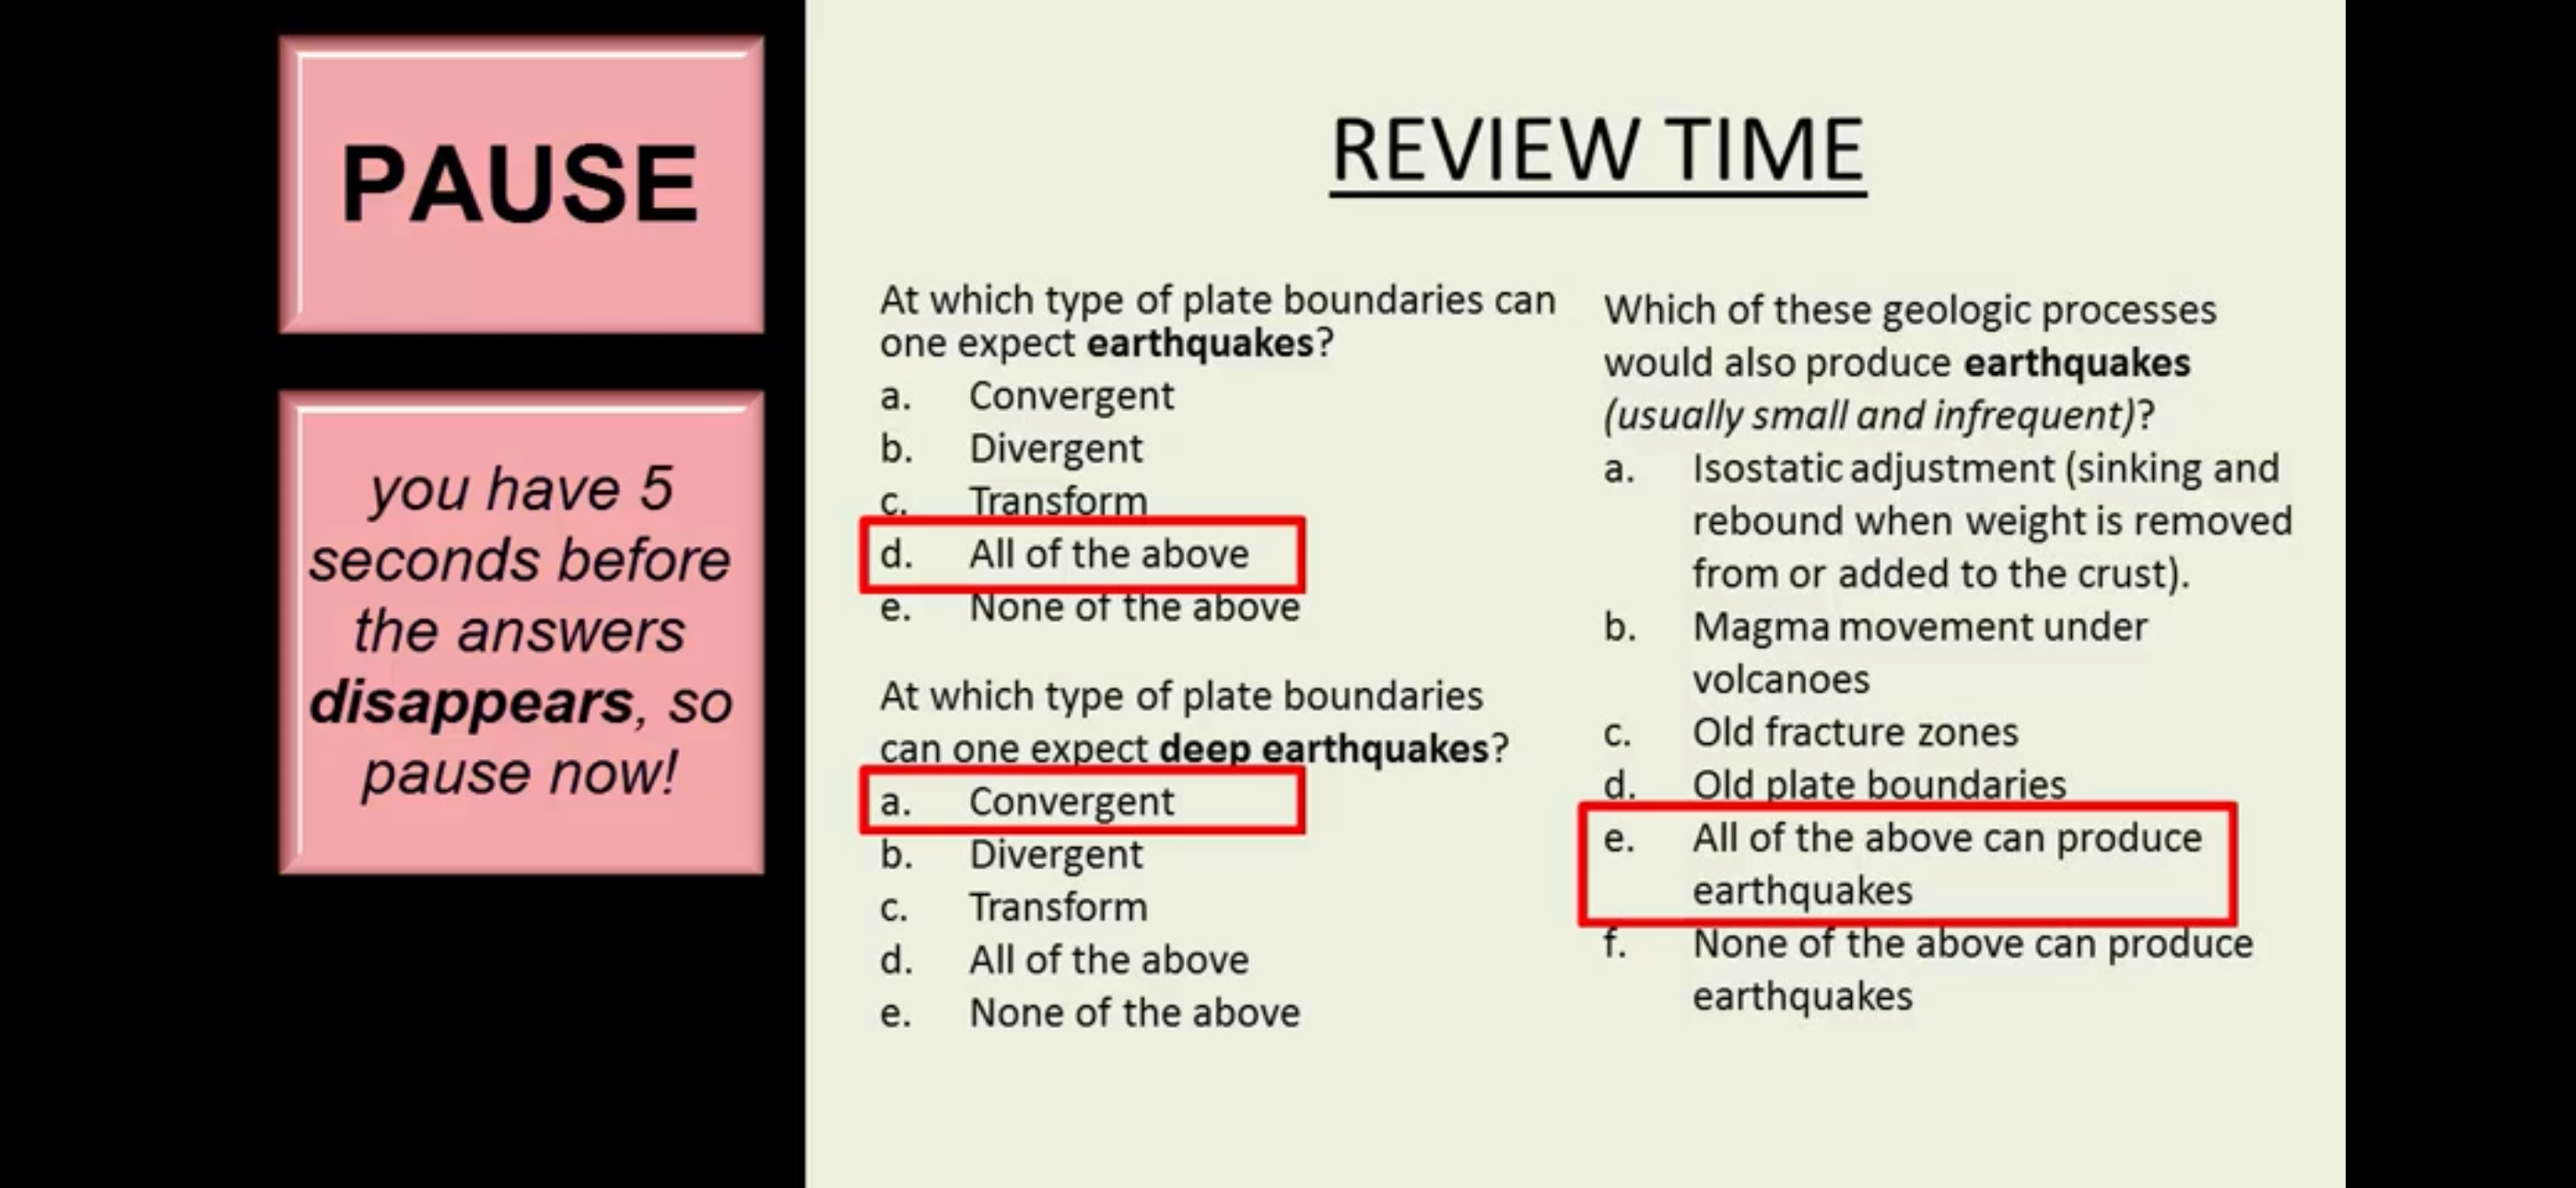 PAUSE
you have 5
seconds before
the answers
disappears, so
pause now!
REVIEW TIME
At which type of plate boundaries can
one expect earthquakes?
a. Convergent
b. Divergent
c. Transform
d. All of the above
e. None of the above
At which type of plate boundaries
can one expect deep earthquakes?
a. Convergent
b. Divergent
c. Transform
d. All of the above
e. None of the above
Which of these geologic processes
would also produce earthquakes
(usually small and infrequent)?
a. Isostatic adjustment (sinking and
rebound when weight is removed
from or added to the crust).
b. Magma movement under
volcanoes
c. Old fracture zones
d. Old plate boundaries
e. All of the above can produce
earthquakes
f. None of the above can produce
earthquakes